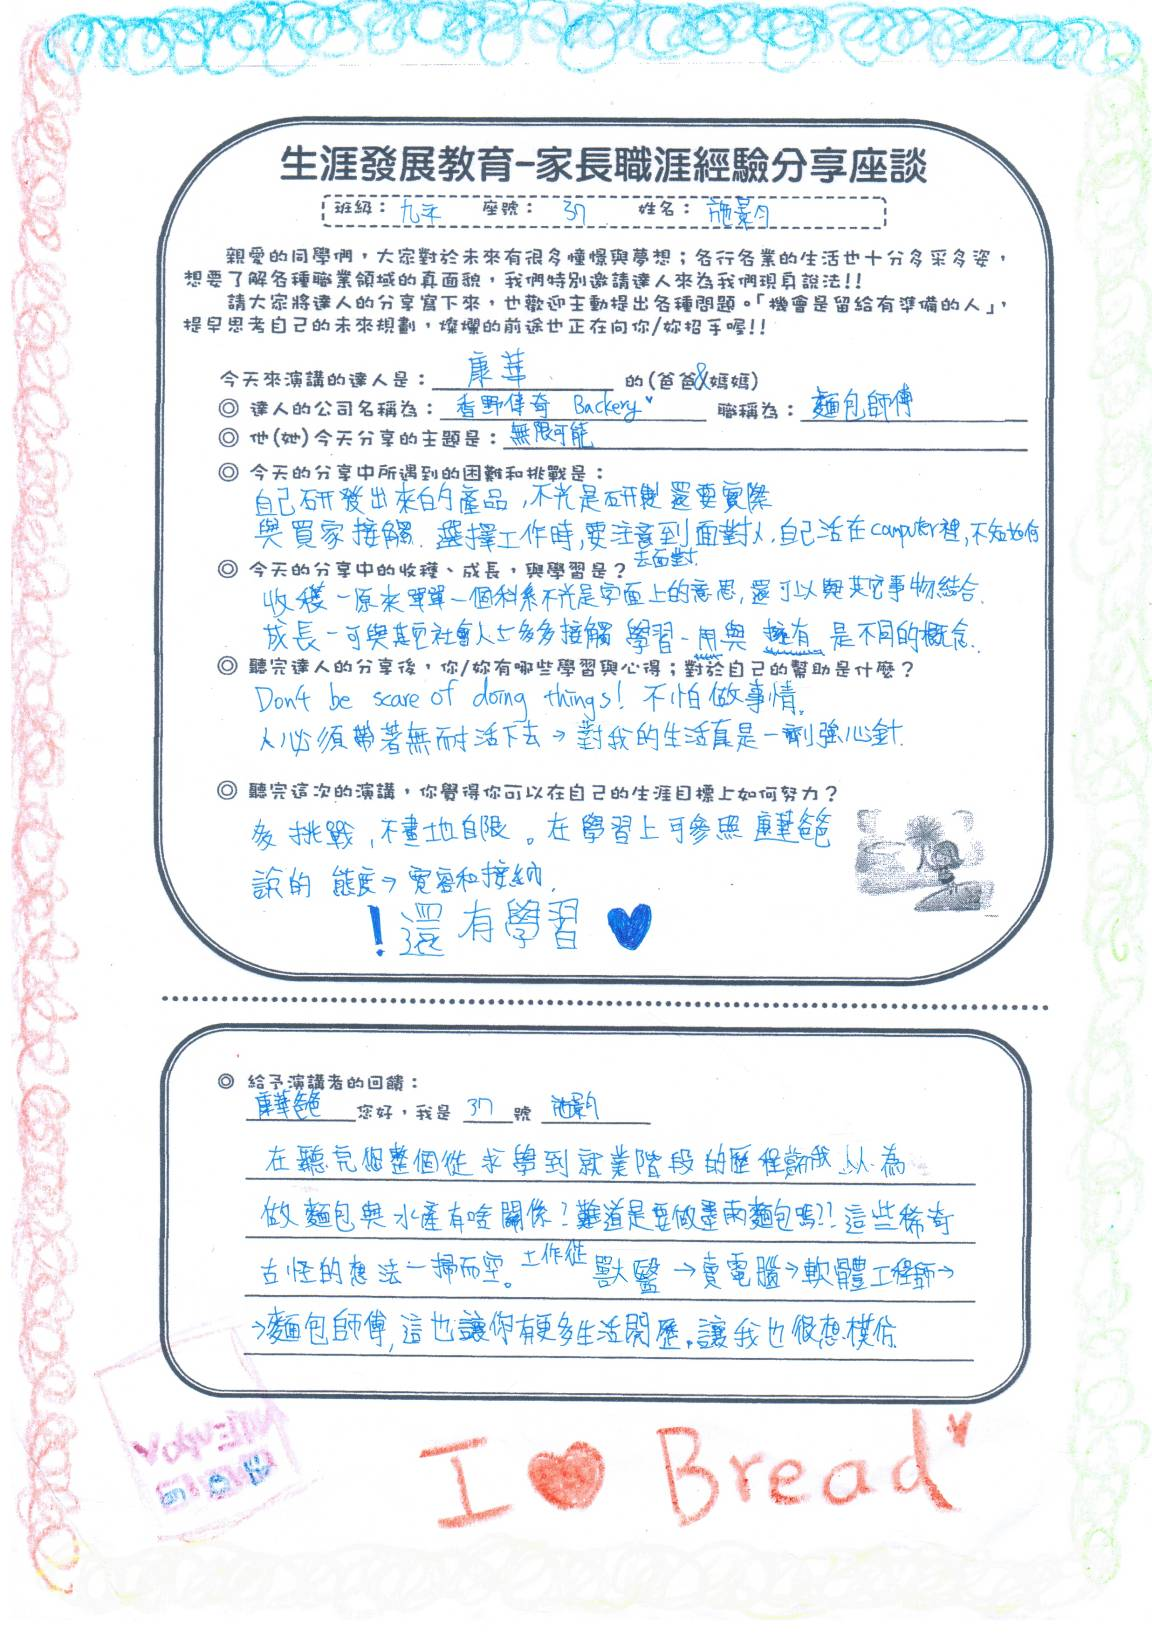 生涯發展教育-家長職涯經驗分享座談
班級：九年 座號：37 姓名：施景月
親愛的同學們，大家對於未來有很多憧憬與夢想；各行各業的生活也十分多采多姿，
想要了解各種職業領域的真面貌，我們特別邀請達人來為我們現身說法!!
請大家將達人的分享寫下來，也歡迎主動提出各種問題。「機會是留給有準備的人」，
提早思考自己的未來規劃，燦爛的前途也正在向你/妳招手喔!!
今天來演講的達人是：康華 的(爸爸&媽媽)
◎ 達人的公司名稱為：香野傳奇 Backery 職稱為：麵包師傅
◎ 他(她)今天分享的主題是：無限可能
◎ 今天的分享中所遇到的困難和挑戰是：
自己研發出來的產品，不光是研製還要實際
與買家接觸. 選擇工作時,要注意到面對人.自己活在computer裡,不知如何
去面對.
◎ 今天的分享中的收穫、成長，與學習是？
收穫－原來單單一個科系不光是字面上的意思,還可以與其它事物結合.
成長－可與其它社會人士多多接觸 學習－用與 擁有 是不同的概念.
◎ 聽完達人的分享後，你/妳有哪些學習與心得；對於自己的幫助是什麼？
Don't be scare of doing things! 不怕做事情。
人必須帶著無耐活下去→對我的生活真是一劑強心針.
◎ 聽完這次的演講，你覺得你可以在自己的生涯目標上如何努力？
多挑戰,不畫地自限。在學習上可參照康華爸
說的 態度→寬容和接納.
!還有學習
◎ 給予演講者的回饋：
康華爸爸您好，我是 37 號 施景月
在聽完您整個從求學到就業階段的歷程 讓我以為
做麵包與水產有啥關係?難道是要做墨魚麵包嗎??這些稀奇
古怪的想法一掃而空。工作從獸醫→賣電腦→軟體工程師→
→麵包師傅,這也讓你有更多生活閱歷。讓我也很想模仿.
I Bread